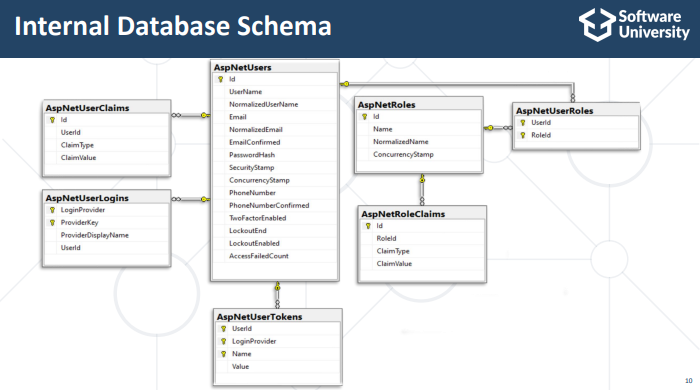 Internal Database Schema
Software
University
AspNetUsers
Id
UserName
NormalizedUserName
Email
NormalizedEmail
EmailConfirmed
PasswordHash
SecurityStamp
ConcurrencyStamp
PhoneNumber
PhoneNumberConfirmed
TwoFactorEnabled
LockoutEnd
LockoutEnabled
AccessFailedCount
AspNetUserClaims
Id
UserId
ClaimType
ClaimValue
AspNetUserLogins
LoginProvider
ProviderKey
ProviderDisplayName
UserId
AspNetRoles
Id
Name
NormalizedName
ConcurrencyStamp
AspNetUserRoles
UserId
RoleId
AspNetRoleClaims
Id
RoleId
ClaimType
ClaimValue
AspNetUserTokens
UserId
LoginProvider
Name
Value
10